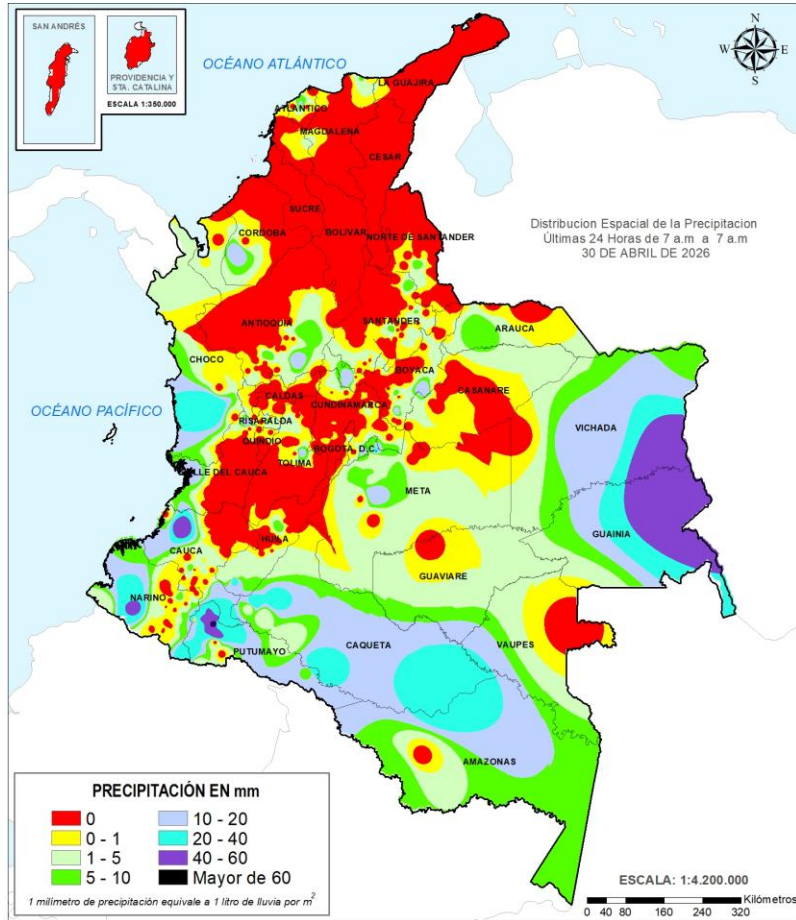 SAN ANDRÉS
PROVIDENCIA Y
STA. CATALINA
ESCALA 1:350.000
OCÉANO ATLÁNTICO
N
W E
S
LA GUAJIRA
ATLANTICO
MAGDALENA
CESAR
SUCRE
CORDOBA
BOLIVAR
NORTE DE SANTANDER
Distribucion Espacial de la Precipitacion
Últimas 24 Horas de 7 a.m a 7 a.m
30 DE ABRIL DE 2026
ANTIOQUIA
SANTANDER
ARAUCA
CHOCO
BOYACA
CASANARE
CALDAS
CUNDINAMARCA
OCÉANO PACÍFICO
RISARALDA
VICHADA
QUINDIO
BOGOTA, D.C.
TOLIMA
VALLE DEL CAUCA
META
GUAINIA
HUILA
CAUCA
GUAVIARE
NARIÑO
CAQUETA
VAUPES
PUTUMAYO
AMAZONAS
PRECIPITACIÓN EN mm
0 10 - 20
0 - 1 20 - 40
1 - 5 40 - 60
5 - 10 Mayor de 60
1 milímetro de precipitación equivale a 1 litro de lluvia por m2
ESCALA: 1:4.200.000
Kilómetros
0 40 80 160 240 320